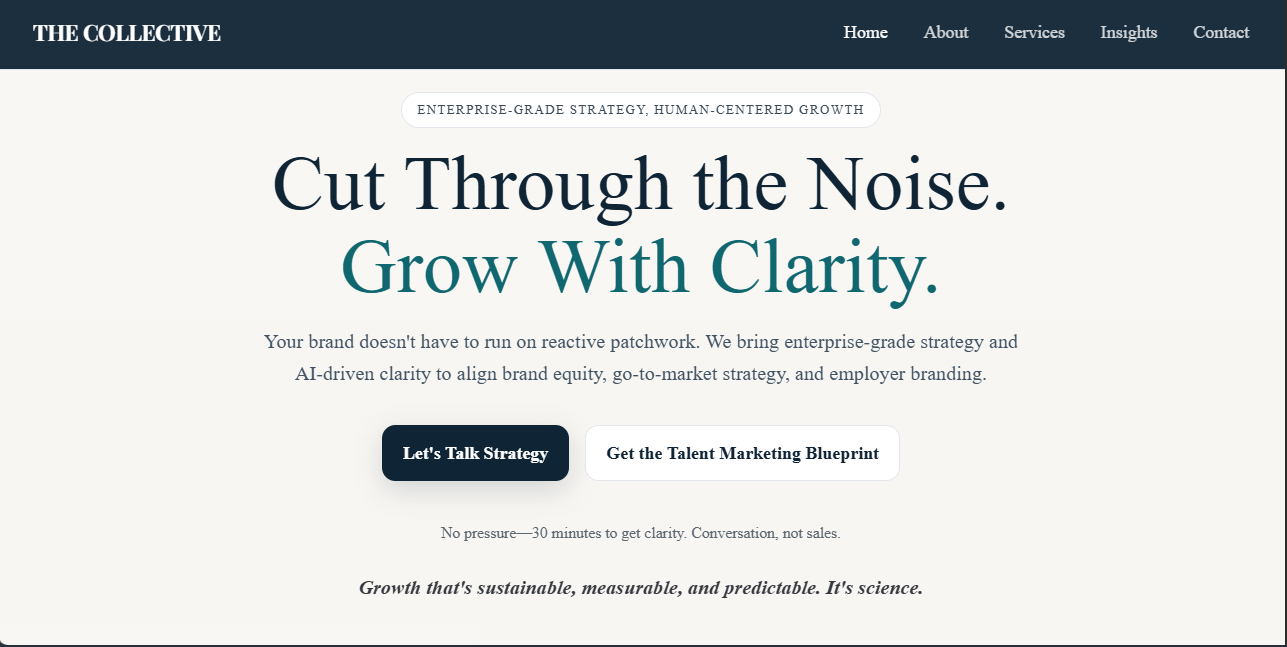 THE COLLECTIVE
Home About Services Insights Contact
ENTERPRISE-GRADE STRATEGY, HUMAN-CENTERED GROWTH
Cut Through the Noise.
Grow With Clarity.
Your brand doesn't have to run on reactive patchwork. We bring enterprise-grade strategy and
AI-driven clarity to align brand equity, go-to-market strategy, and employer branding.
Let's Talk Strategy
Get the Talent Marketing Blueprint
No pressure—30 minutes to get clarity. Conversation, not sales.
Growth that's sustainable, measurable, and predictable. It's science.